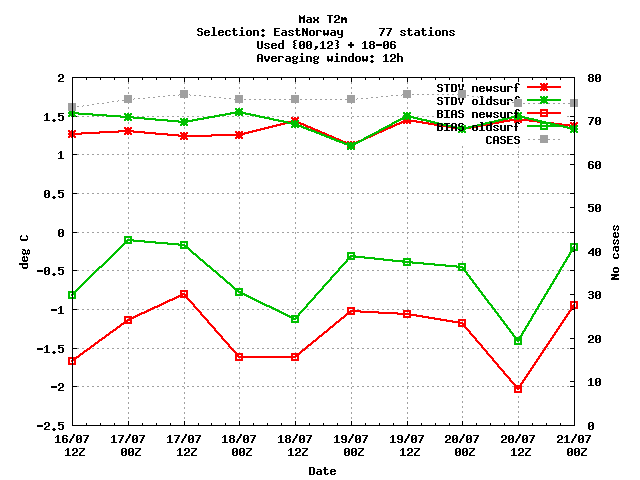 Max T2m
Selection: EastNorway 77 stations
Used {00,12} + 18-06
Averaging window: 12h
STDV newsurf
STDV oldsurf
BIAS newsurf
BIAS oldsurf
CASES
2
1.5
1
0.5
0
-0.5
-1
-1.5
-2
-2.5
deg C
80
70
60
50
40
30
20
10
0
No cases
16/07 17/07 17/07 18/07 18/07 19/07 19/07 20/07 20/07 21/07
12Z 00Z 12Z 00Z 12Z 00Z 12Z 00Z 12Z 00Z
Date